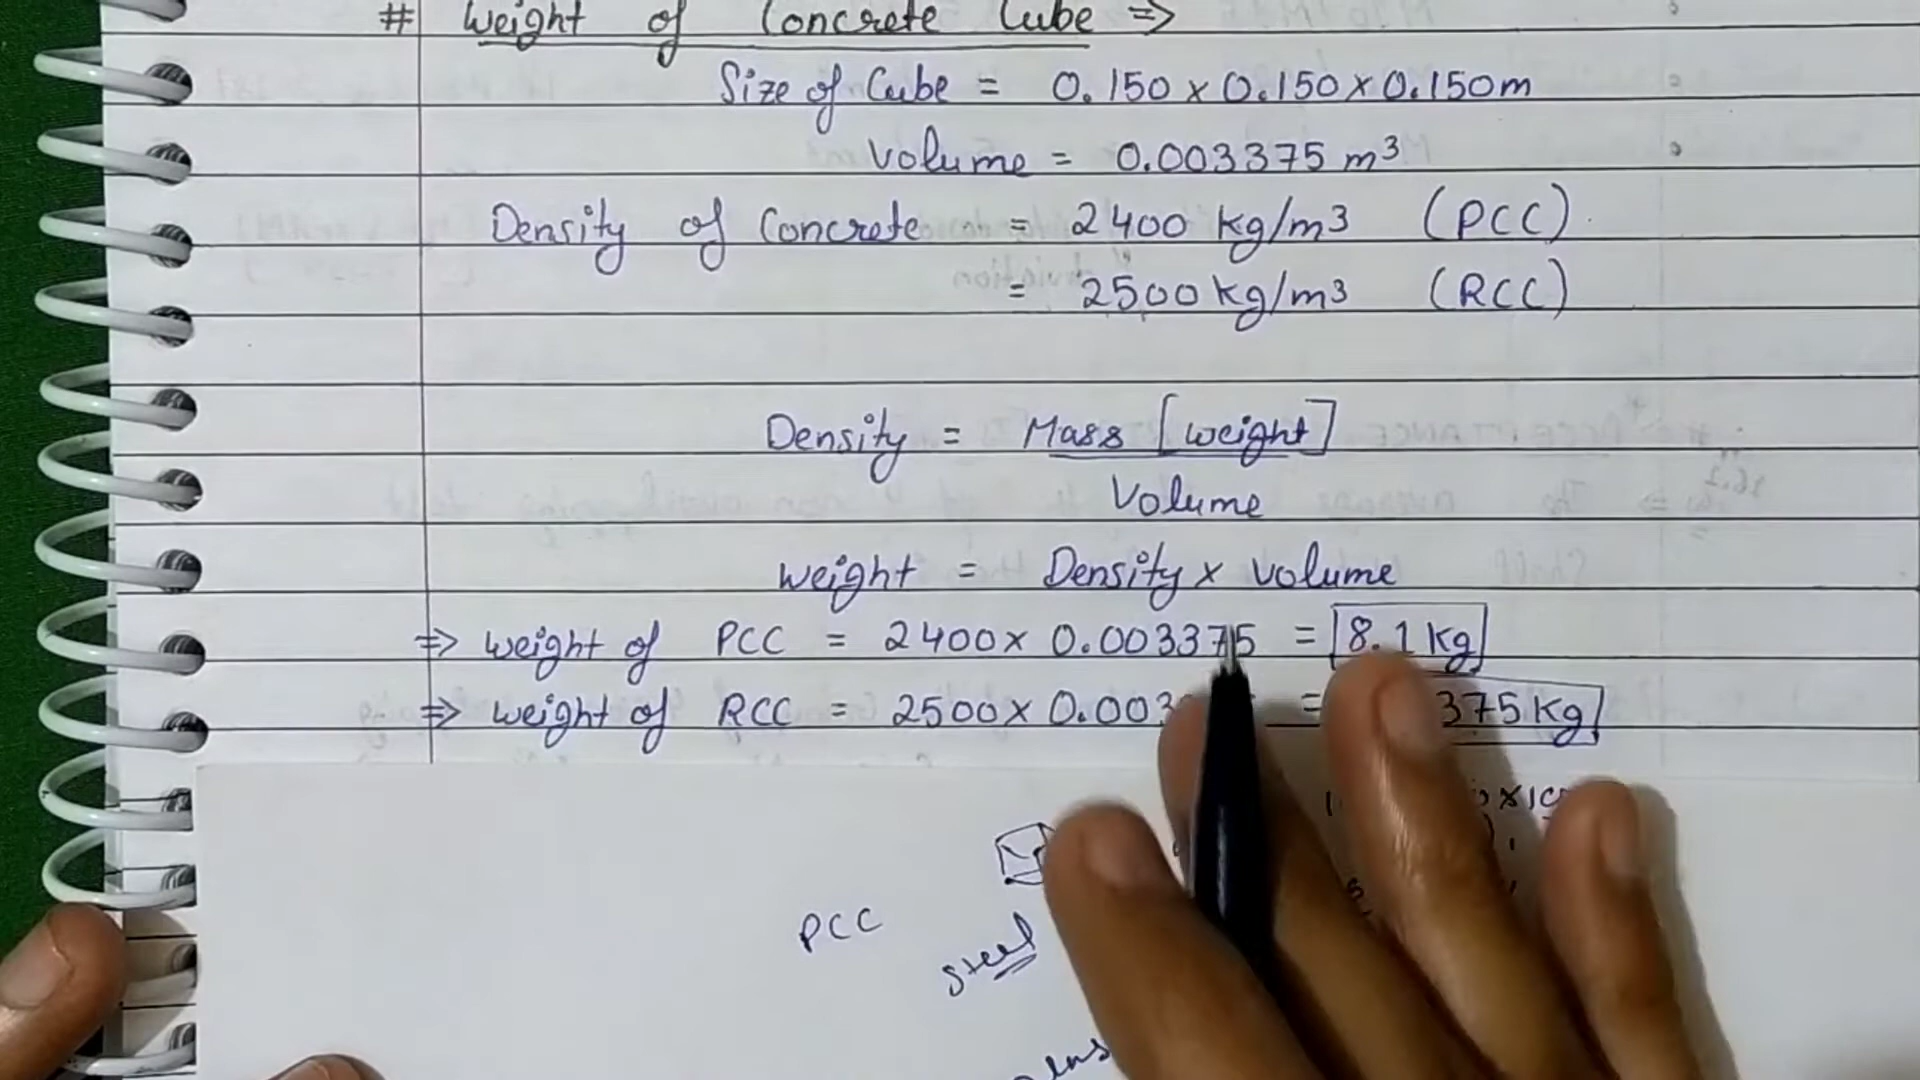 # Weight of Concrete Cube =>
Size of Cube = 0.150 x 0.150 x 0.150m
Volume = 0.003375 m³
Density of Concrete = 2400 kg/m3 (PCC)
= 2500 kg/m3 (RCC)
Density = Mass [weight]
Volume
weight = Density x volume
=> weight of PCC = 2400 x 0.003375 = 8.1 kg
=> weight of RCC = 2500 x 0.003 = 375 kg
PCC
Steel